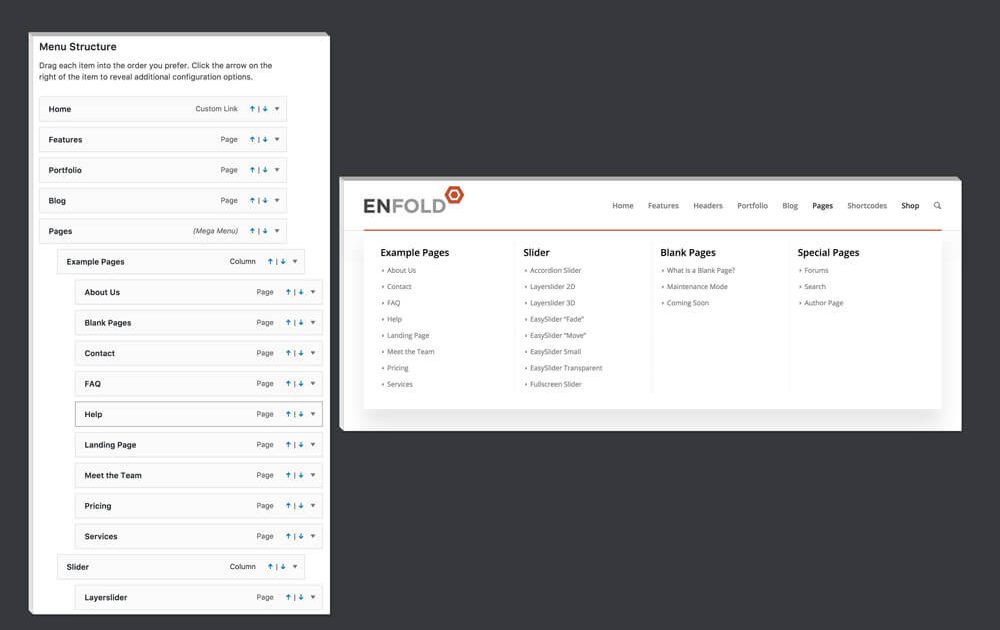 Menu Structure
Drag each item into the order you prefer. Click the arrow on the
right of the item to reveal additional configuration options.
Home Custom Link
Features Page
Portfolio Page
Blog Page
Pages (Mega Menu)
Example Pages Column
About Us Page
Blank Pages Page
Contact Page
FAQ Page
Help Page
Landing Page Page
Meet the Team Page
Pricing Page
Services Page
Slider Column
Layerslider Page
ENFOLD
Home Features Headers Portfolio Blog Pages Shortcodes Shop
Example Pages
About Us
Contact
FAQ
Help
Landing Page
Meet the Team
Pricing
Services
Slider
Accordion Slider
Layerslider 2D
Layerslider 3D
EasySlider "Fade"
EasySlider "Move"
EasySlider Small
EasySlider Transparent
Fullscreen Slider
Blank Pages
What is a Blank Page?
Maintenance Mode
Coming Soon
Special Pages
Forums
Search
Author Page